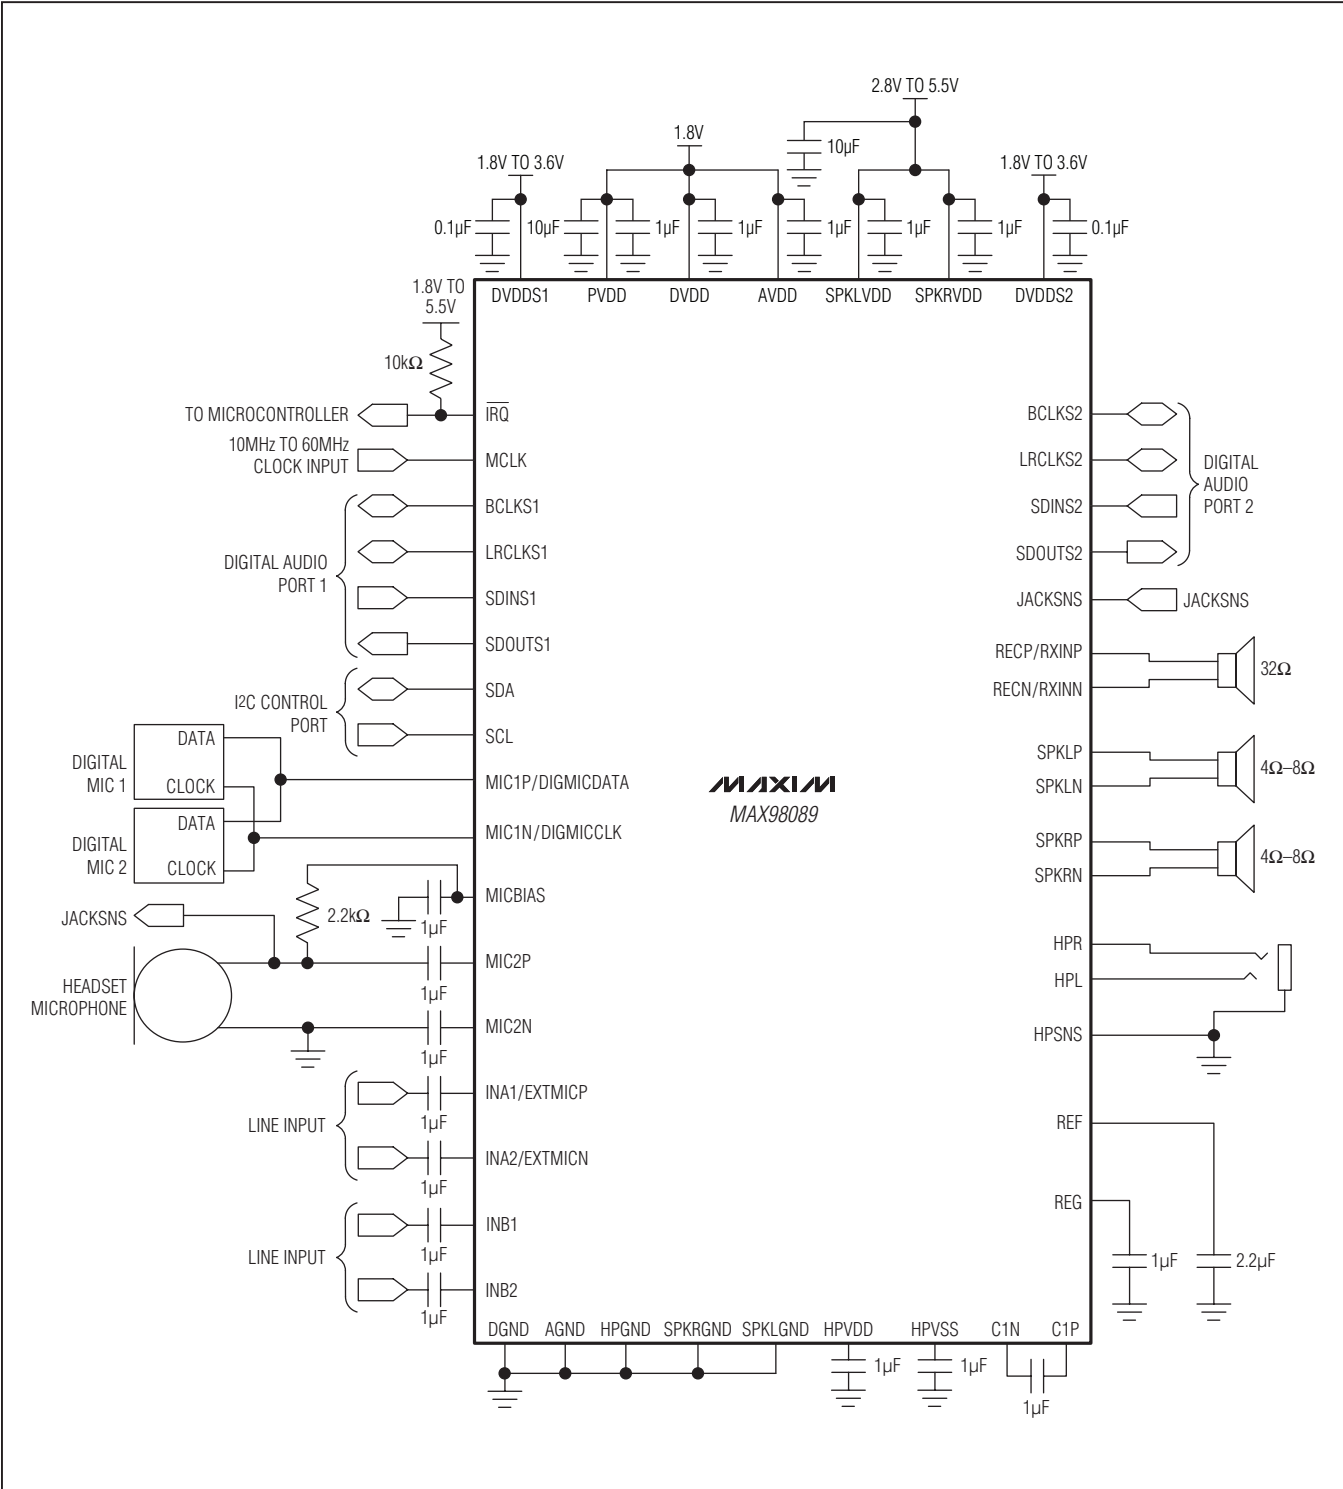 2.8V TO 5.5V
10µF
1.8V
1.8V TO 3.6V
1.8V TO 3.6V
0.1µF
10µF
1µF
1µF
1µF
1µF
1µF
0.1µF
DVDDS1
PVDD
DVDD
AVDD
SPKLVDD
SPKRVDD
DVDDS2
1.8V TO
5.5V
10kΩ
TO MICROCONTROLLER
IRQ
10MHz TO 60MHz
CLOCK INPUT
MCLK
BCLKS1
LRCLKS1
DIGITAL AUDIO
PORT 1
SDINS1
SDOUTS1
I²C CONTROL
PORT
SDA
SCL
DIGITAL
MIC 1
DATA
CLOCK
MIC1P/DIGMICDATA
DIGITAL
MIC 2
DATA
CLOCK
MIC1N/DIGMICCLK
MICBIAS
1µF
2.2kΩ
JACKSNS
HEADSET
MICROPHONE
MIC2P
1µF
MIC2N
1µF
LINE INPUT
INA1/EXTMICP
1µF
INA2/EXTMICN
1µF
LINE INPUT
INB1
1µF
INB2
1µF
MAXIM
MAX98089
BCLKS2
LRCLKS2
SDINS2
SDOUTS2
DIGITAL
AUDIO
PORT 2
JACKSNS
JACKSNS
RECP/RXINP
RECN/RXINN
32Ω
SPKLP
SPKLN
4Ω–8Ω
SPKRP
SPKRN
4Ω–8Ω
HPR
HPL
HPSNS
REF
REG
1µF
2.2µF
DGND
AGND
HPGND
SPKRGND
SPKLGND
HPVDD
HPVSS
C1N
C1P
1µF
1µF
1µF